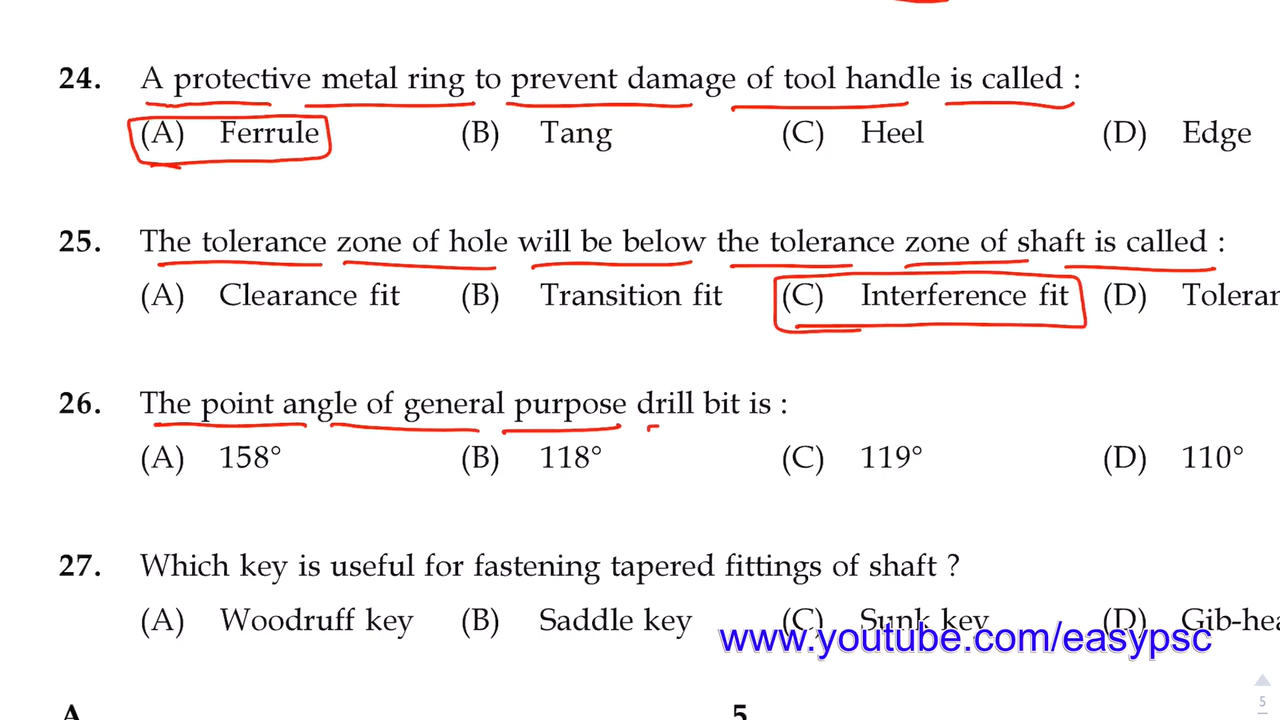 24. A protective metal ring to prevent damage of tool handle is called :
(A) Ferrule (B) Tang (C) Heel (D) Edge
25. The tolerance zone of hole will be below the tolerance zone of shaft is called :
(A) Clearance fit (B) Transition fit (C) Interference fit (D) Toleran
26. The point angle of general purpose drill bit is :
(A) 158° (B) 118° (C) 119° (D) 110°
27. Which key is useful for fastening tapered fittings of shaft ?
(A) Woodruff key (B) Saddle key (C) Sunk key (D) Gib-hea
www.youtube.com/easypsc
A 5
5